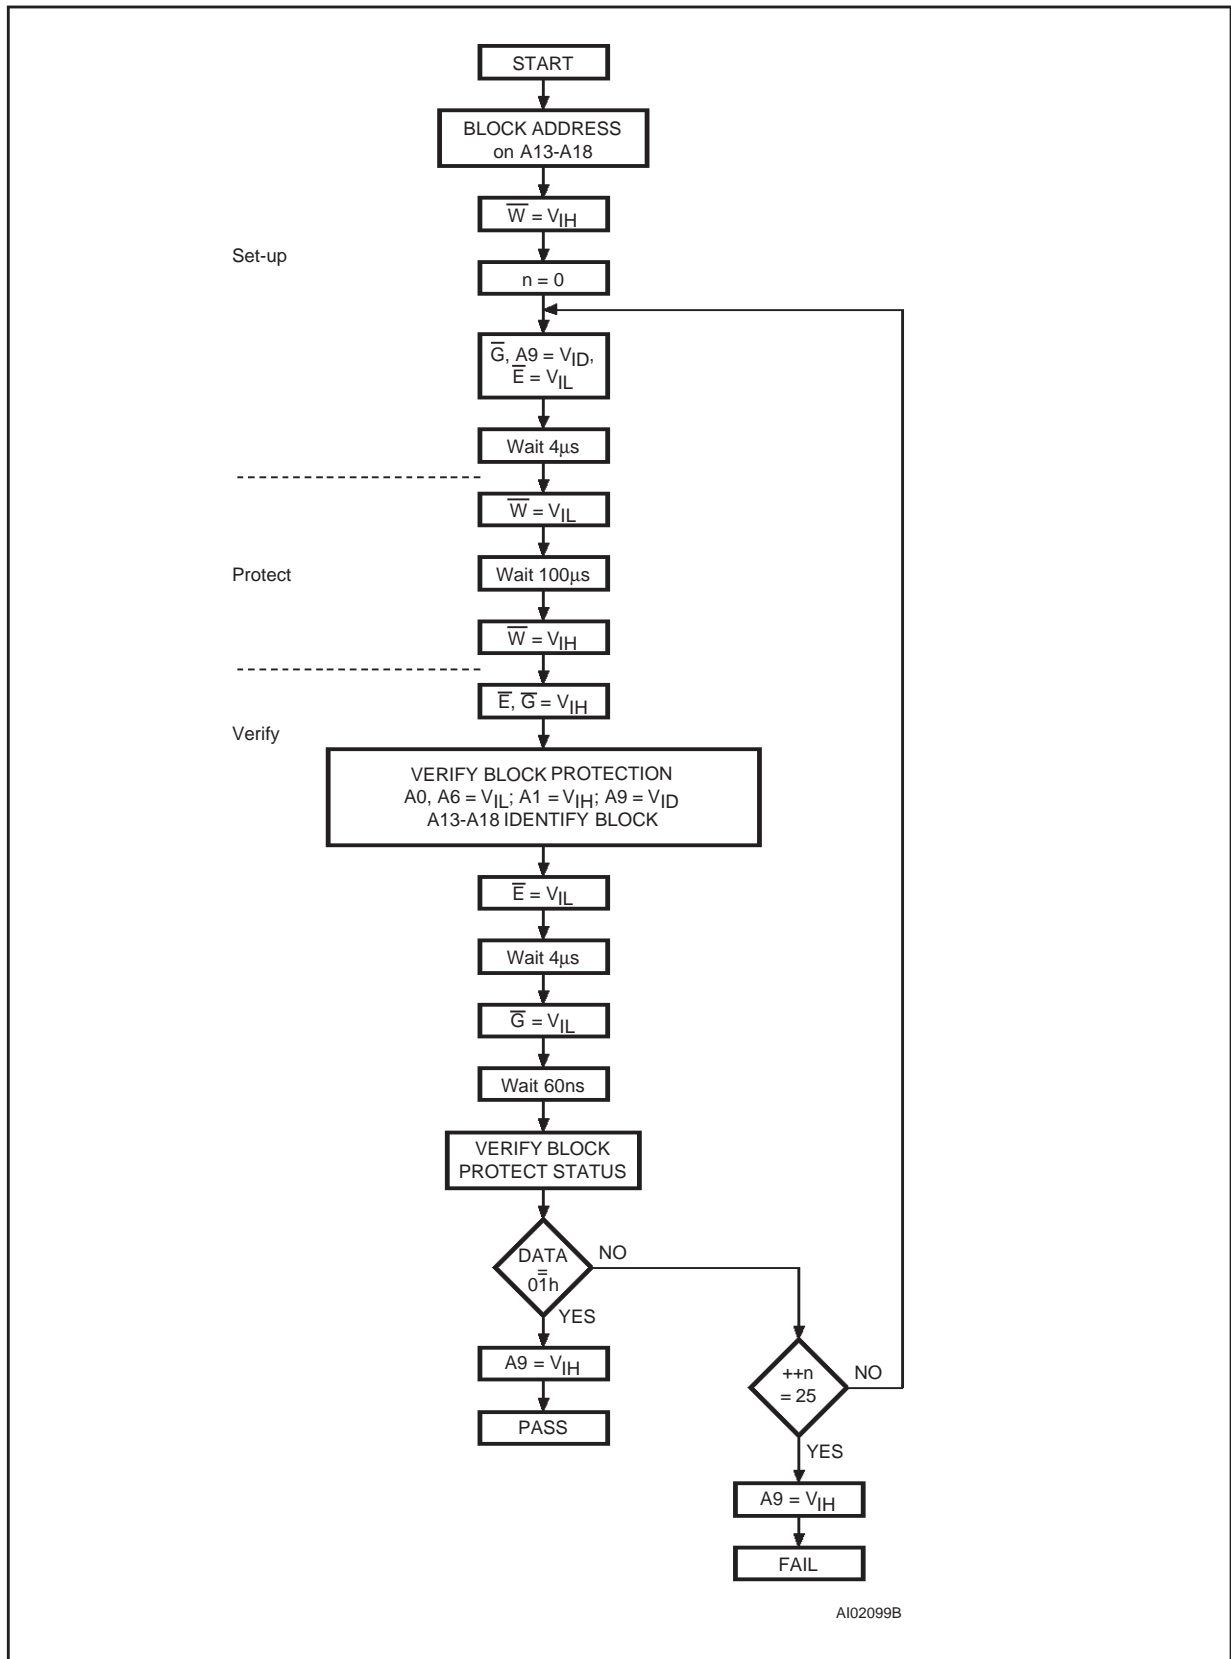 START
BLOCK ADDRESS
on A13-A18
W̅ = VIH
Set-up
n = 0
G̅, A9 = VID,
E̅ = VIL
Wait 4µs
W̅ = VIL
Protect
Wait 100µs
W̅ = VIH
E̅, G̅ = VIH
Verify
VERIFY BLOCK PROTECTION
A0, A6 = VIL; A1 = VIH; A9 = VID
A13-A18 IDENTIFY BLOCK
E̅ = VIL
Wait 4µs
G̅ = VIL
Wait 60ns
VERIFY BLOCK
PROTECT STATUS
DATA
=
01h
NO
YES
A9 = VIH
PASS
++n
= 25
NO
YES
A9 = VIH
FAIL
AI02099B